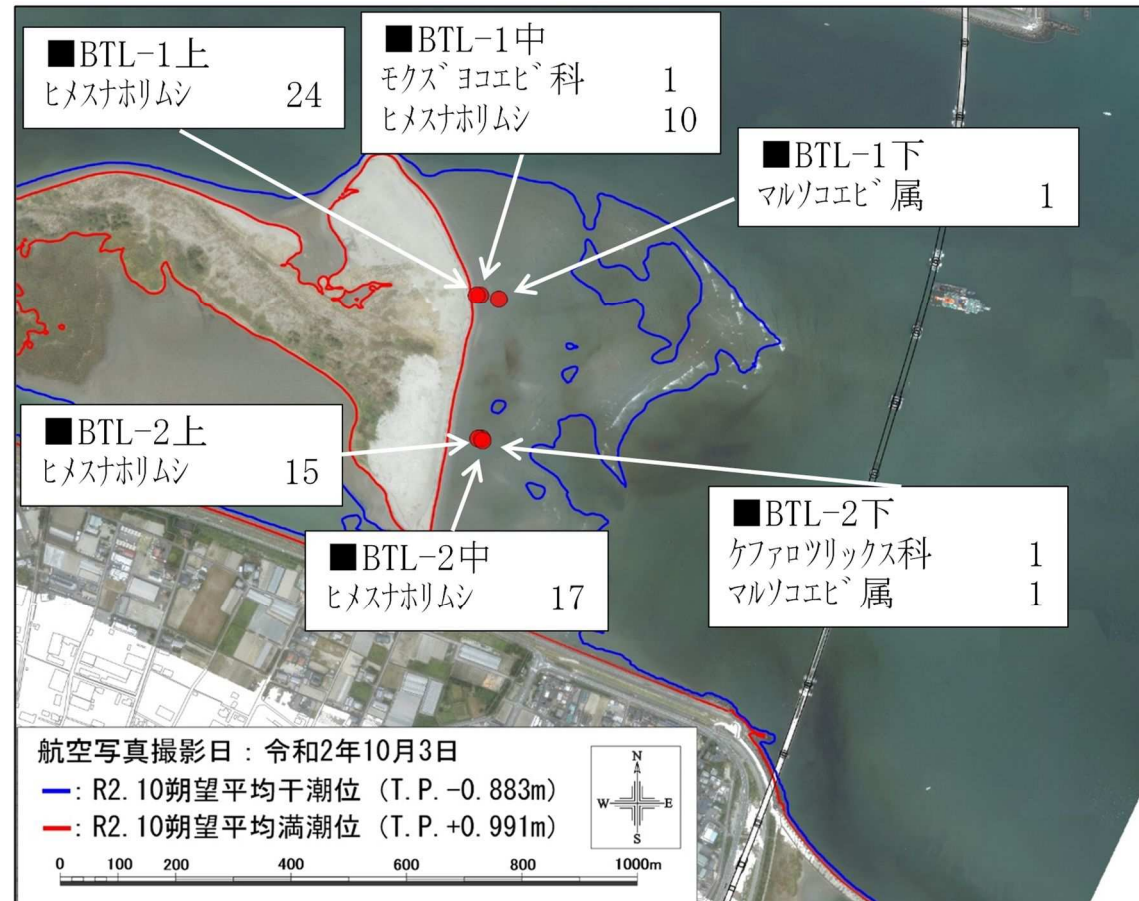 ■BTL-1上
ヒメスナホリムシ 24
■BTL-1中
モクズヨコエビ科 1
ヒメスナホリムシ 10
■BTL-1下
マルソコエビ属 1
■BTL-2上
ヒメスナホリムシ 15
■BTL-2中
ヒメスナホリムシ 17
■BTL-2下
ケファロツリックス科 1
マルソコエビ属 1
航空写真撮影日：令和2年10月3日
：R2.10朔望平均干潮位（T.P.-0.883m）
：R2.10朔望平均満潮位（T.P.+0.991m）
N
W E
S
0 100 200 400 600 800 1000m